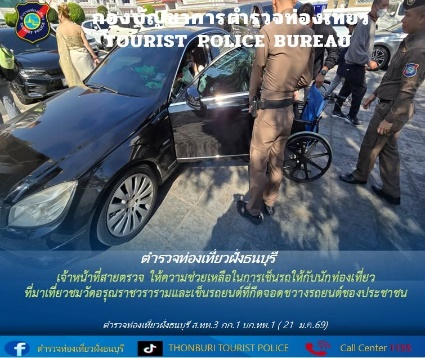 กองบัญชาการตำรวจท่องเที่ยว
TOURIST POLICE BUREAU
ตำรวจท่องเที่ยวฝั่งธนบุรี
เจ้าหน้าที่สายตรวจ ให้ความช่วยเหลือในการเข็นรถให้กับนักท่องเที่ยว
ที่มาเที่ยวชมวัดอรุณราชวรารามและเข็นรถยนต์ที่กีดจอดขวางรถยนต์ของประชาชน
ตำรวจท่องเที่ยวฝั่งธนบุรี ส.ทท.3 กก.1 บก.ทท.1 ( 21 ม.ค.69)
ตำรวจท่องเที่ยวฝั่งธนบุรี THONBURI TOURIST POLICE Call Center 1155